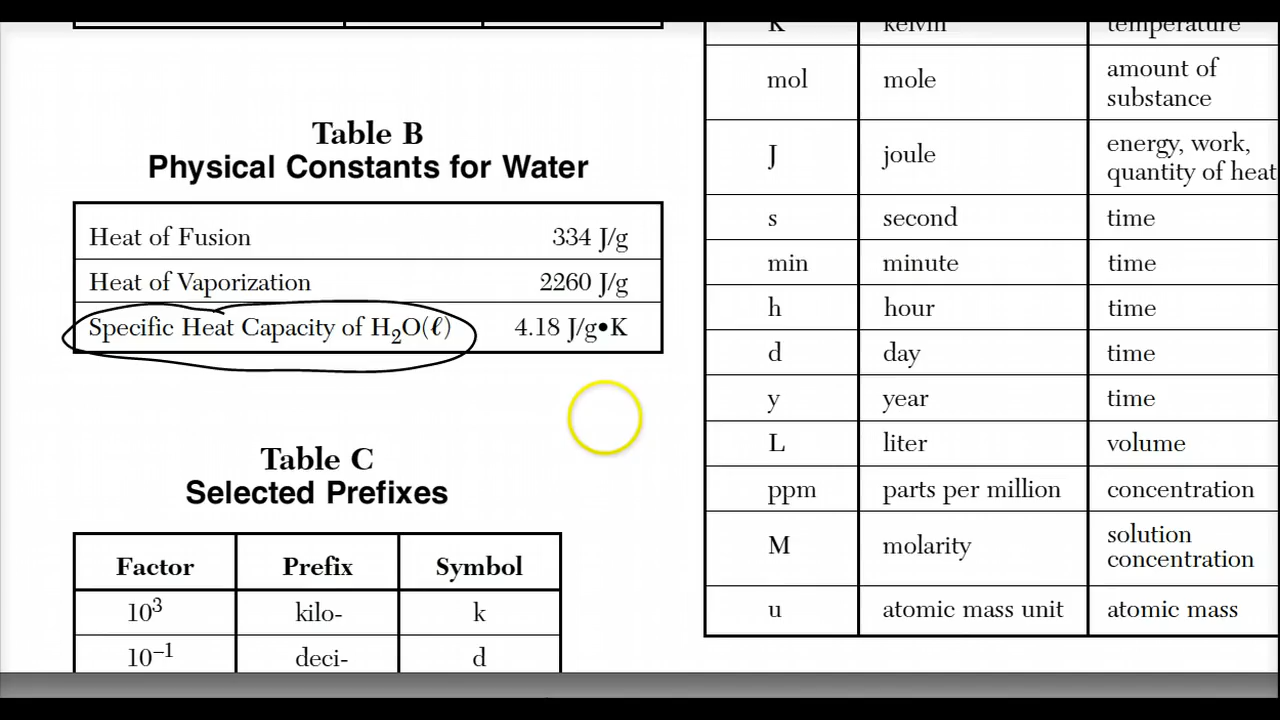 Table B
Physical Constants for Water
Heat of Fusion 334 J/g
Heat of Vaporization 2260 J/g
Specific Heat Capacity of H₂O(ℓ) 4.18 J/g•K
Table C
Selected Prefixes
Factor Prefix Symbol
10³ kilo- k
10⁻¹ deci- d
K kelvin temperature
mol mole amount of
substance
J joule energy, work,
quantity of heat
s second time
min minute time
h hour time
d day time
y year time
L liter volume
ppm parts per million concentration
M molarity solution
concentration
u atomic mass unit atomic mass